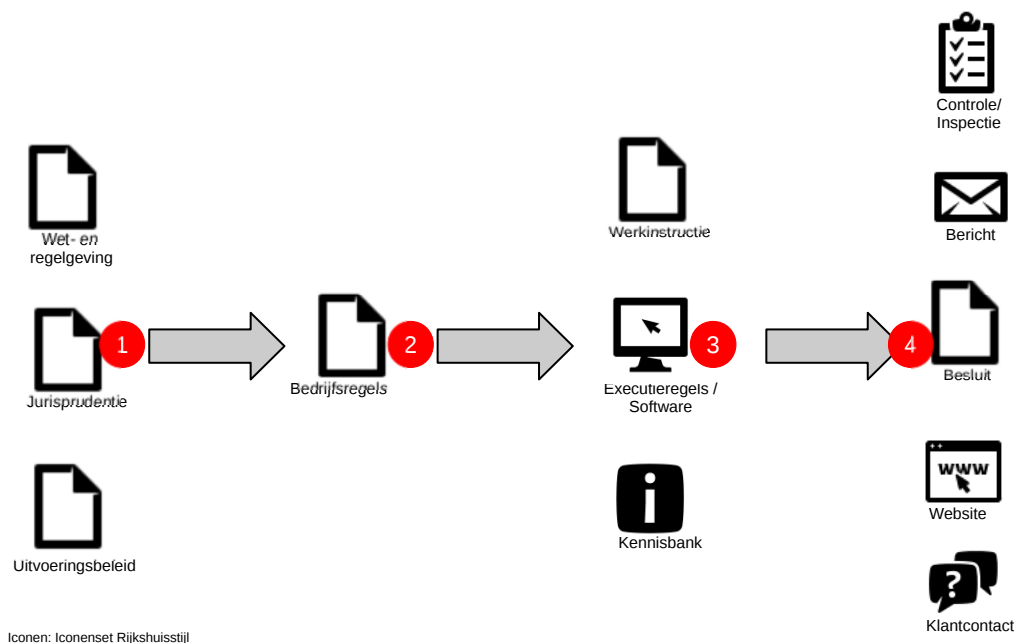 Controle/
Inspectie
Wet- en
regelgeving
Werkinstructie
Bericht
1
2
3
4
Jurisprudentie
Bedrijfsregels
Executieregels /
Software
Besluit
www
Website
Kennisbank
Uitvoeringsbeleid
?
Klantcontact
Iconen: Iconenset Rijkshuisstijl